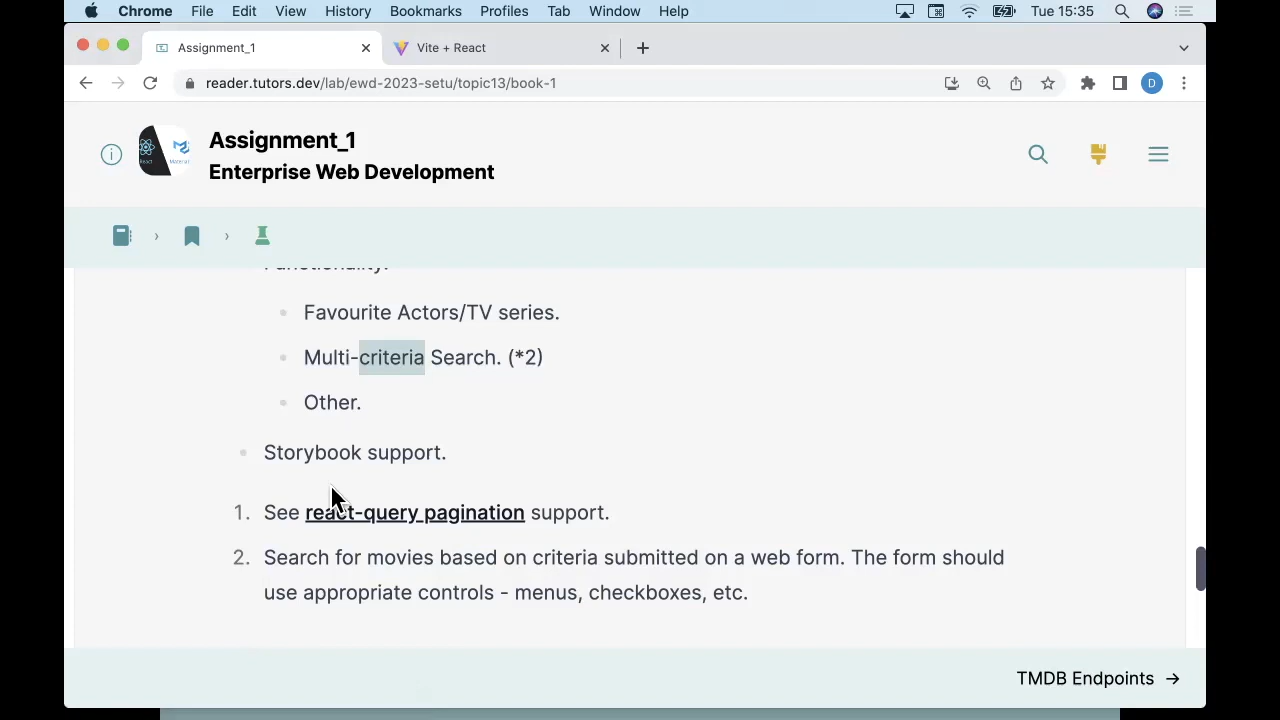 Chrome File Edit View History Bookmarks Profiles Tab Window Help Tue 15:35
Assignment_1 Vite + React
reader.tutors.dev/lab/ewd-2023-setu/topic13/book-1 D
Assignment_1
Enterprise Web Development
Functionality.
Favourite Actors/TV series.
Multi-criteria Search. (*2)
Other.
Storybook support.
1. See react-query pagination support.
2. Search for movies based on criteria submitted on a web form. The form should
use appropriate controls - menus, checkboxes, etc.
TMDB Endpoints →